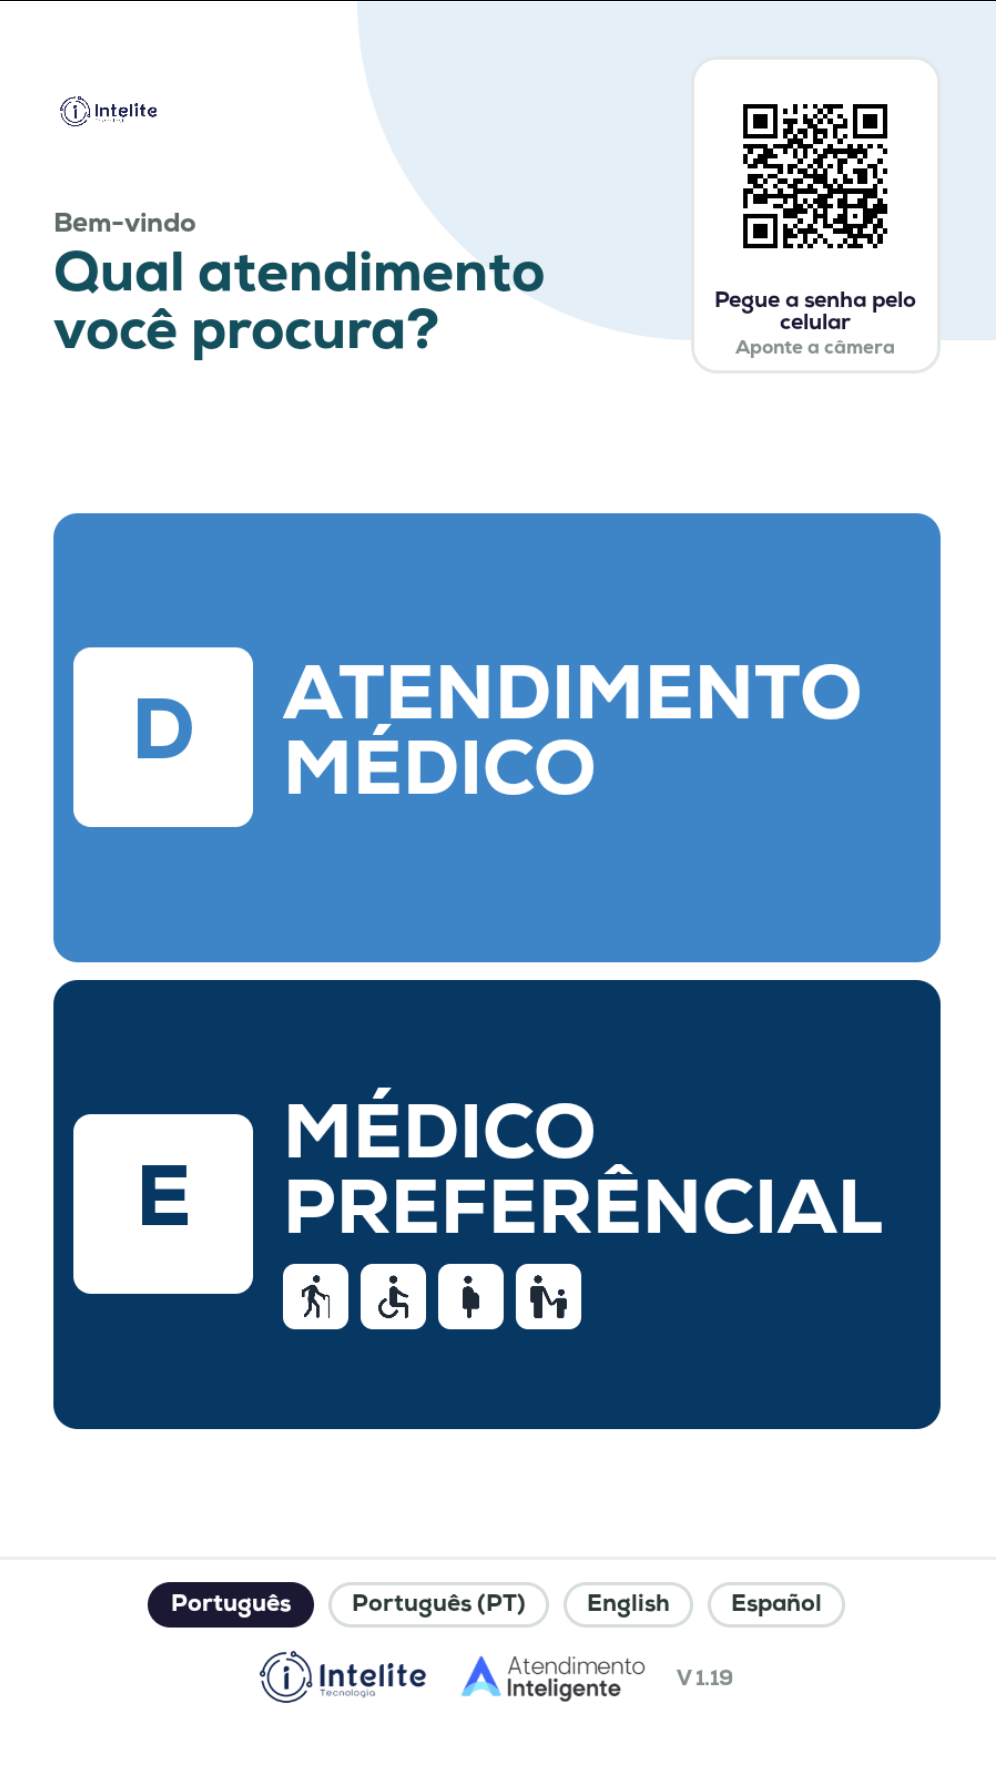 Intelite
Bem-vindo
Qual atendimento
você procura?
Pegue a senha pelo
celular
Aponte a câmera
D
ATENDIMENTO
MÉDICO
E
MÉDICO
PREFERÊNCIAL
Português
Português (PT)
English
Español
Intelite
Tecnologia
Atendimento
Inteligente
V 1.19